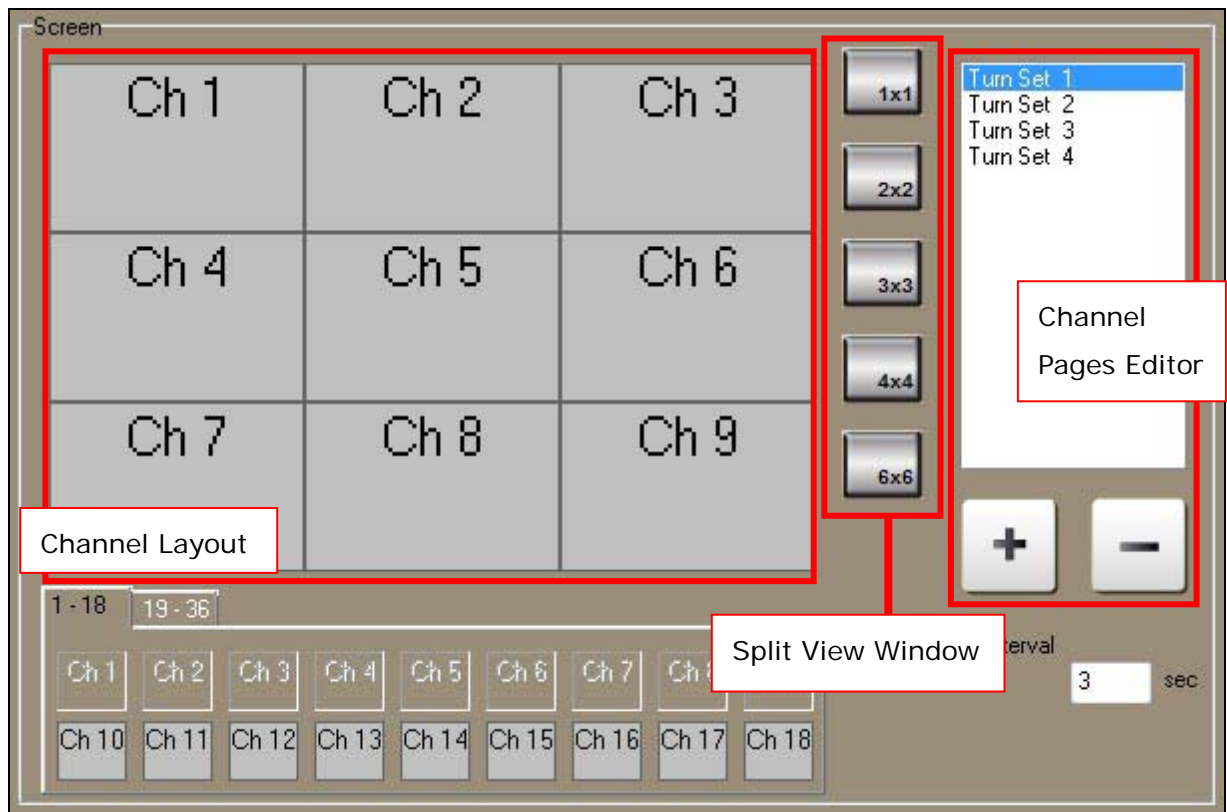 Screen
Ch 1 Ch 2 Ch 3
Ch 4 Ch 5 Ch 6
Ch 7 Ch 8 Ch 9
Channel Layout
1x1
2x2
3x3
4x4
6x6
Split View Window
Turn Set 1
Turn Set 2
Turn Set 3
Turn Set 4
Channel
Pages Editor
+ −
1 - 18 19 - 36
Ch 1 Ch 2 Ch 3 Ch 4 Ch 5 Ch 6 Ch 7 Ch
Ch 10 Ch 11 Ch 12 Ch 13 Ch 14 Ch 15 Ch 16 Ch 17 Ch 18
3 sec